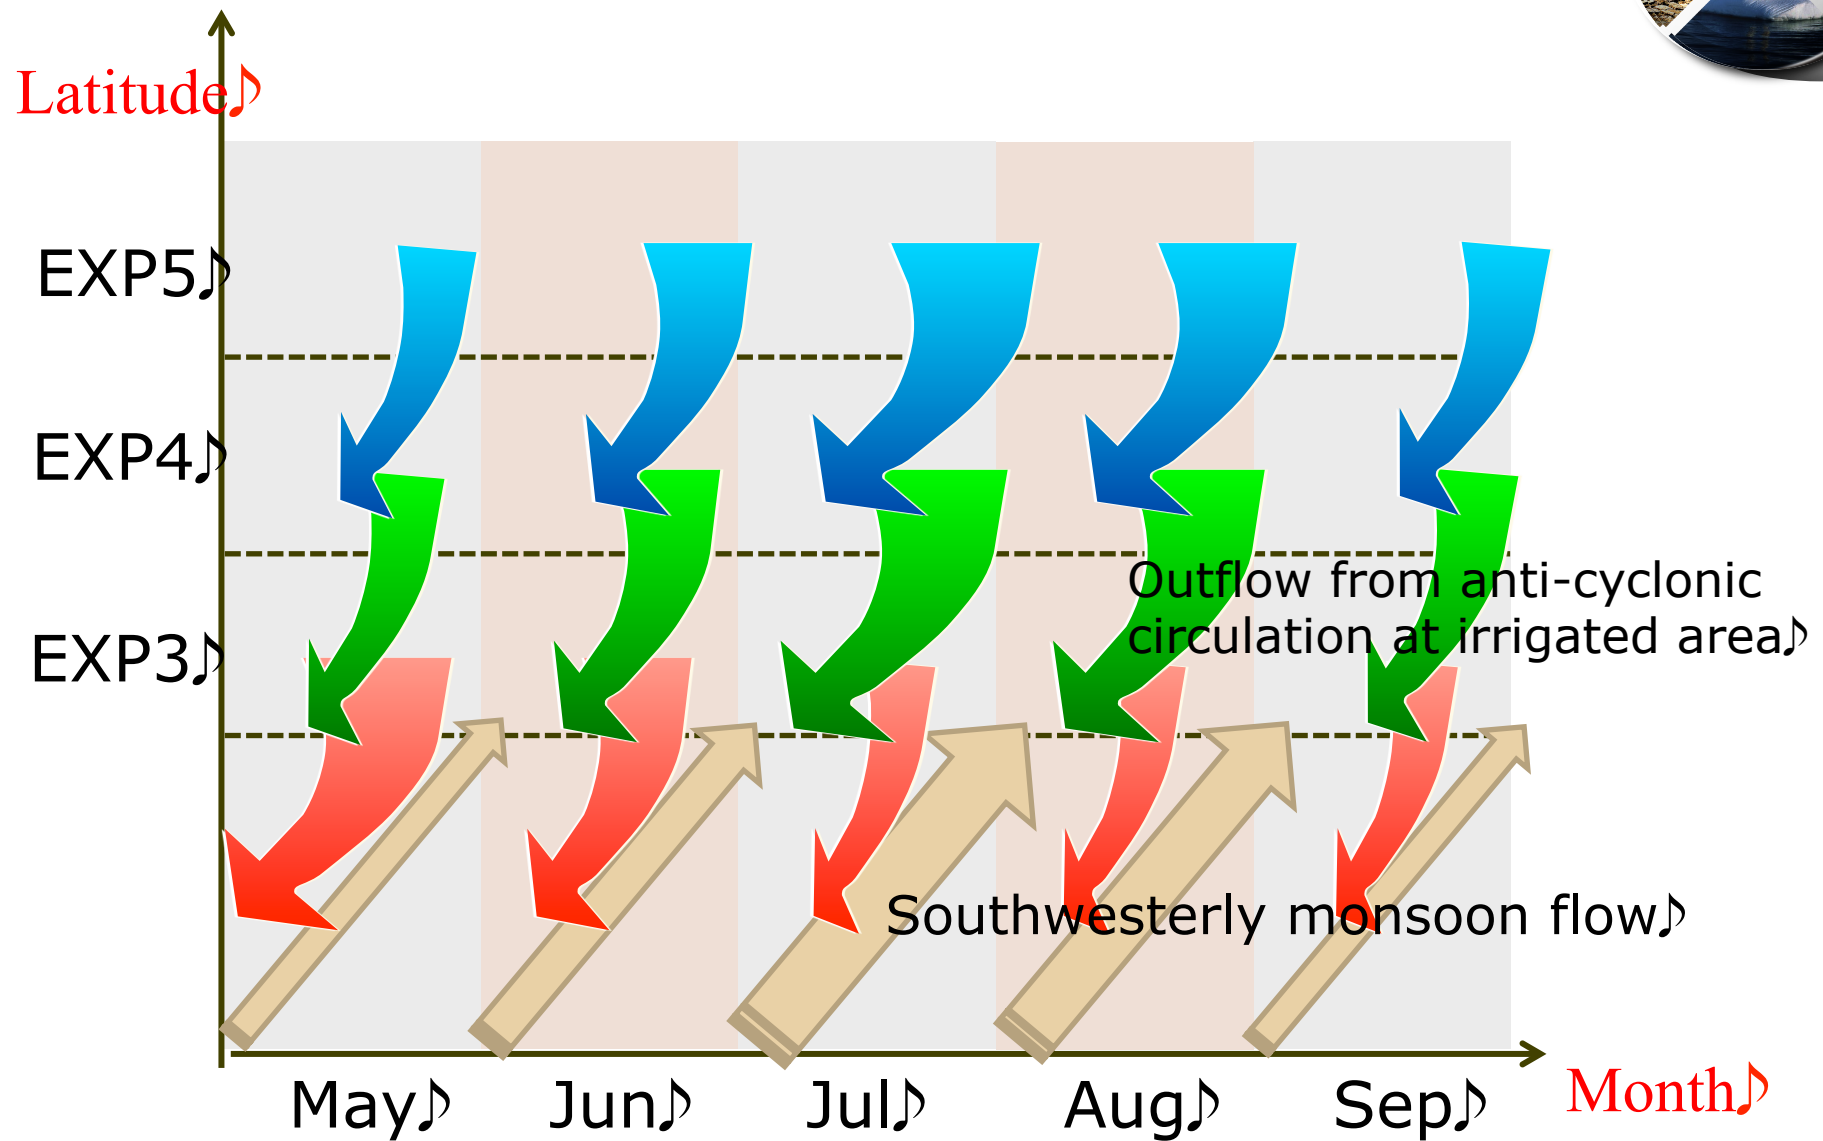 Latitude♪
EXP5♪
EXP4♪
EXP3♪
Outflow from anti-cyclonic
circulation at irrigated area♪
Southwesterly monsoon flow♪
May♪ Jun♪ Jul♪ Aug♪ Sep♪
Month♪